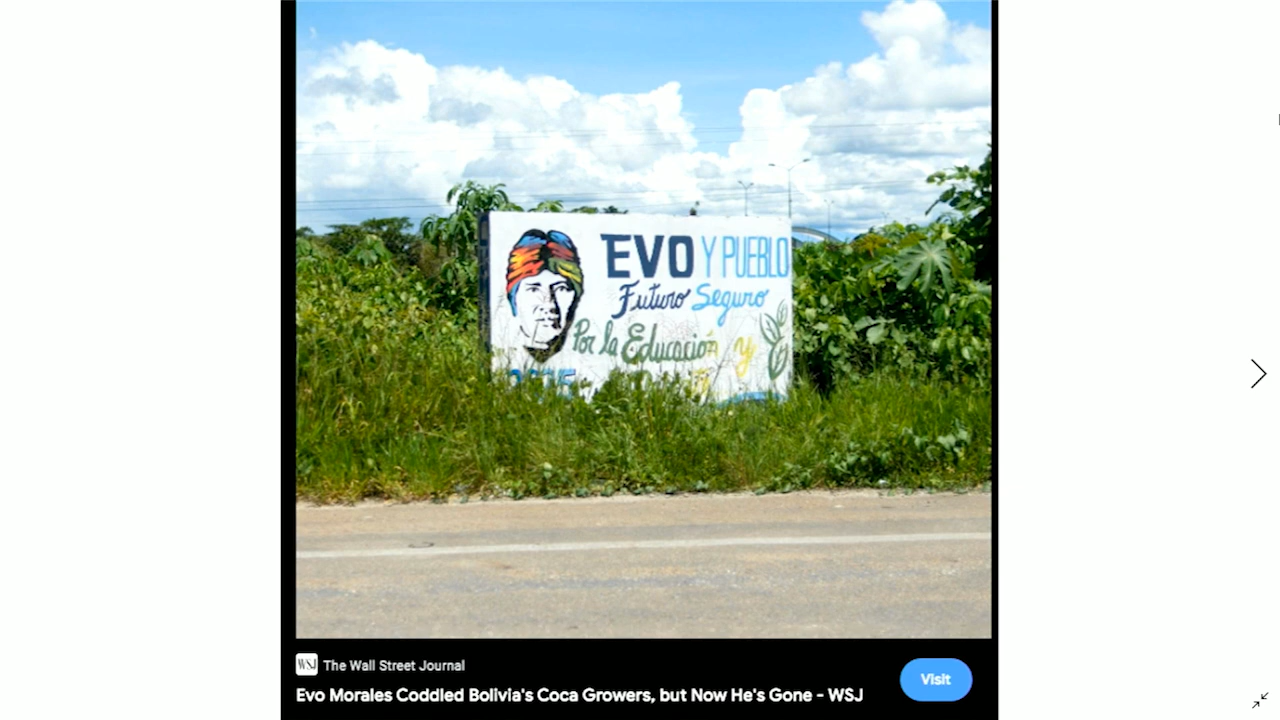 EVO Y PUEBLO
Futuro Seguro
Por la Educación y
WSJ The Wall Street Journal
Evo Morales Coddled Bolivia's Coca Growers, but Now He's Gone - WSJ
Visit